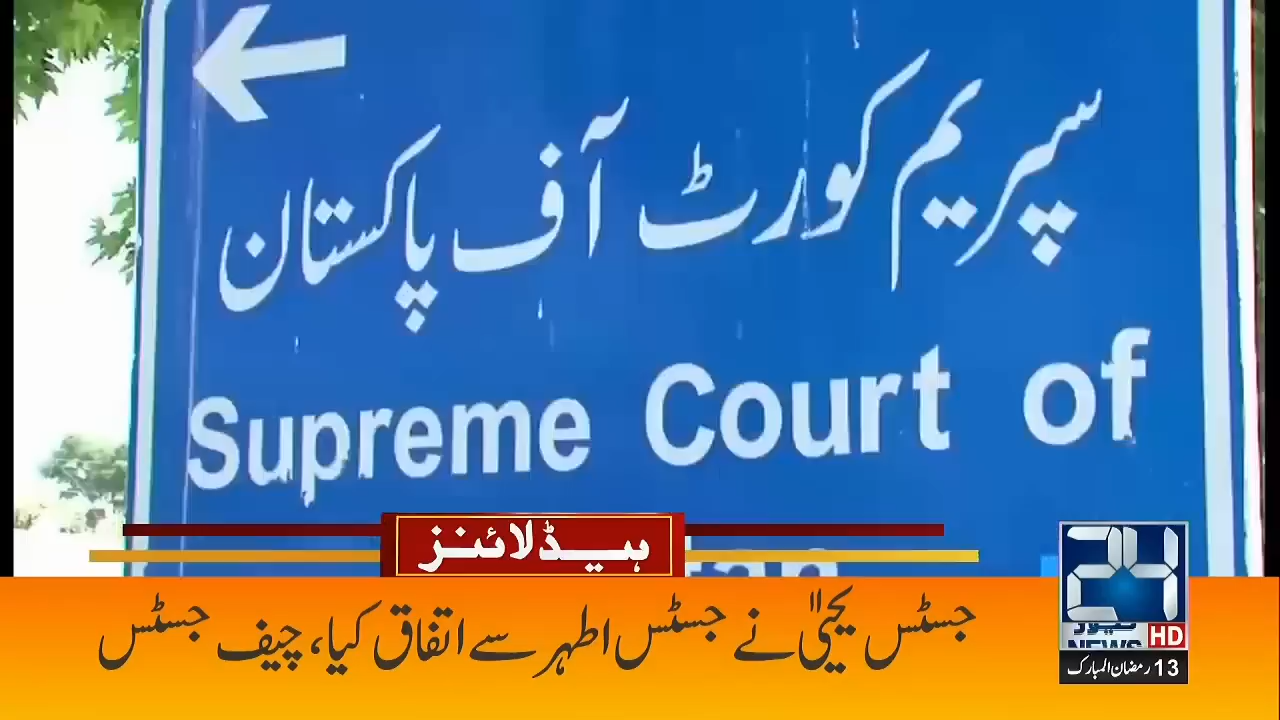 سپریم کورٹ آف پاکستان
Supreme Court of
ہیڈلائنز
جسٹس یحییٰ نے جسٹس اطہر سے اتفاق کیا، چیف جسٹس
24
نیوز
NEWS HD
13 رمضان المبارک